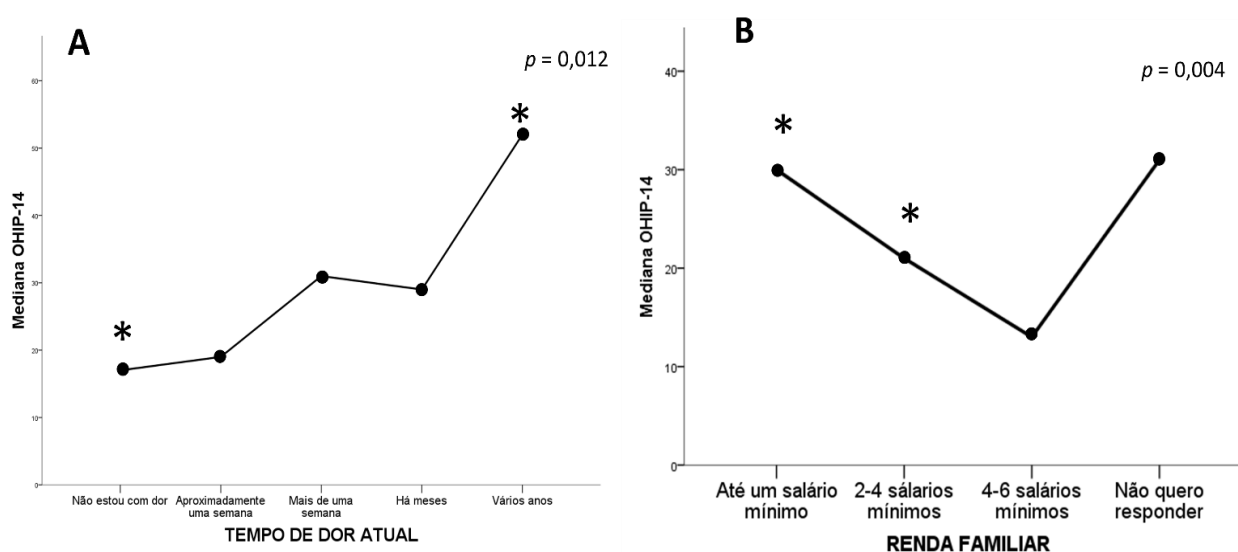 A
p = 0,012
*
*
Mediana OHIP-14
60
50
40
30
20
10
0
Não estou com dor
Aproximadamente
uma semana
Mais de uma
semana
Há meses
Vários anos
TEMPO DE DOR ATUAL
B
p = 0,004
*
*
Mediana OHIP-14
40
30
20
10
0
Até um salário
mínimo
2-4 sálarios
mínimos
4-6 salários
mínimos
Não quero
responder
RENDA FAMILIAR